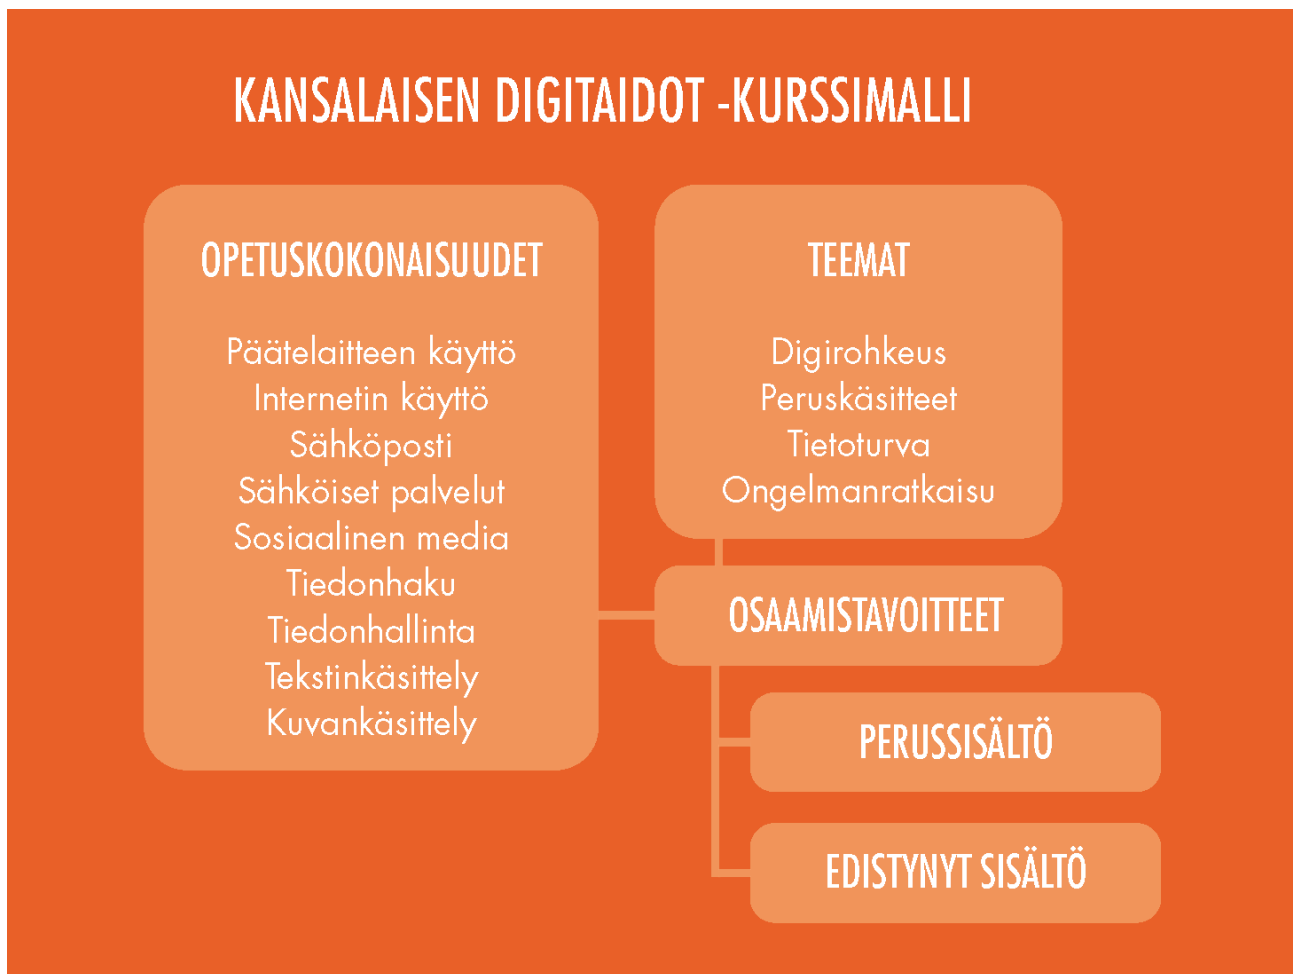 KANSALAISEN DIGITAIDOT -KURSSIMALLI
OPETUSKOKONAISUUDET
Päätelaitteen käyttö
Internetin käyttö
Sähköposti
Sähköiset palvelut
Sosiaalinen media
Tiedonhaku
Tiedonhallinta
Tekstinkäsittely
Kuvankäsittely
TEEMAT
Digirohkeus
Peruskäsitteet
Tietoturva
Ongelmanratkaisu
OSAAMISTAVOITTEET
PERUSSISÄLTÖ
EDISTYNYT SISÄLTÖ